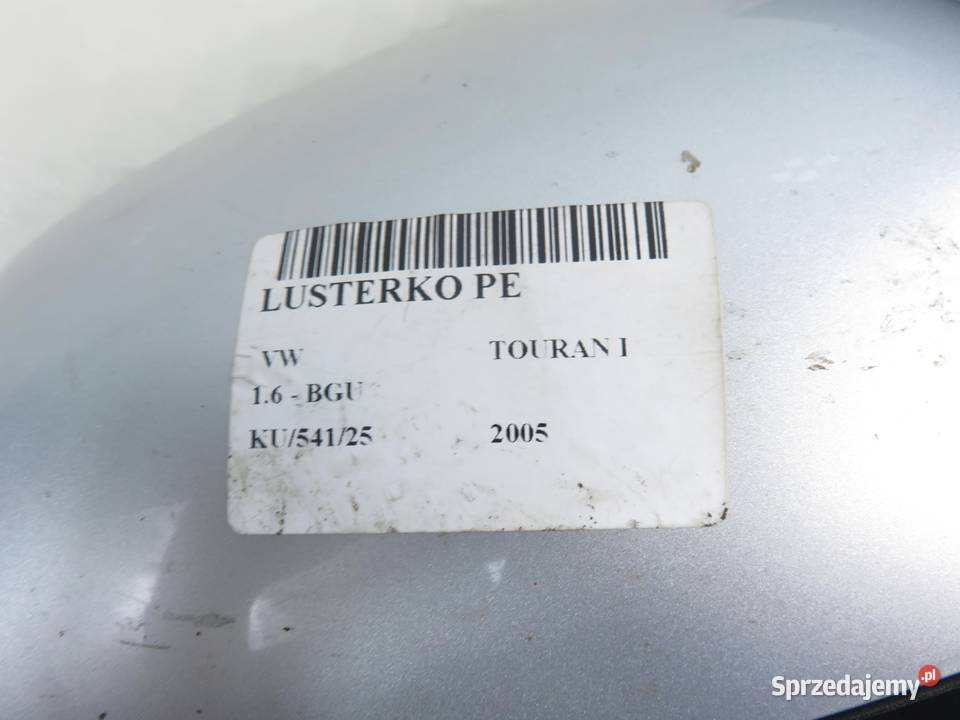 LUSTERKO PE
VW TOURAN I
1.6 - BGU
KU/541/25 2005
Sprzedajemy.pl